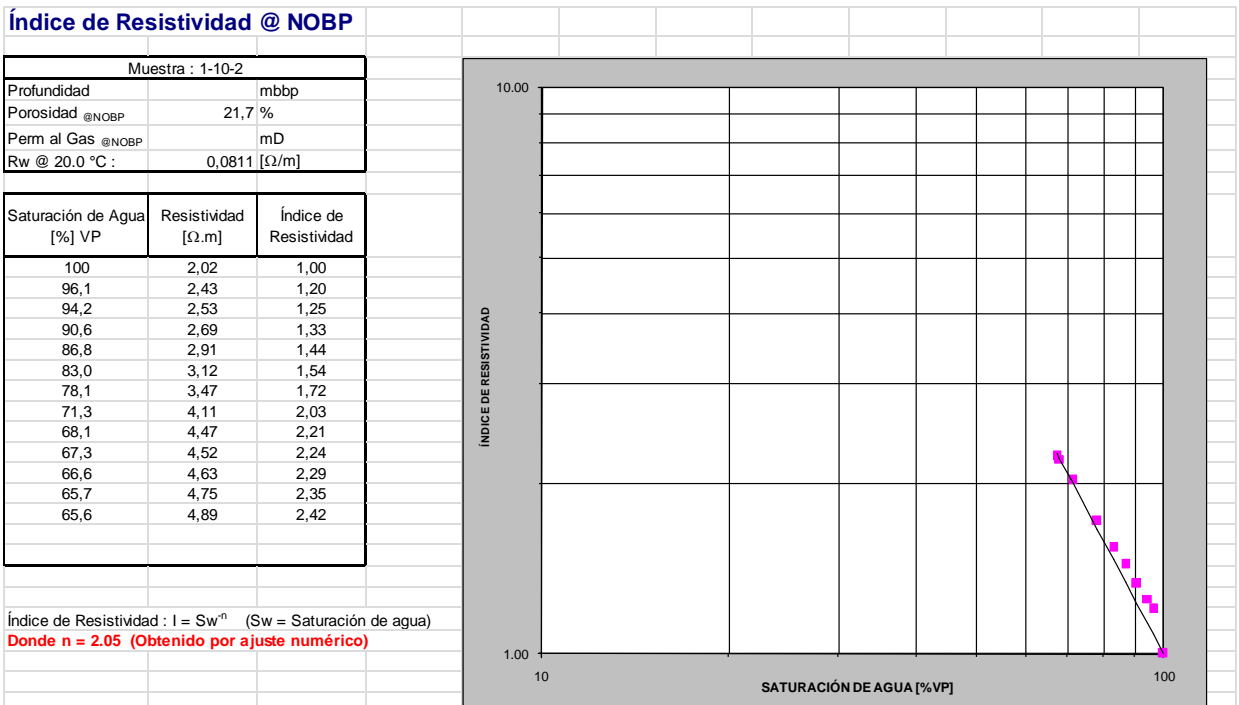 Índice de Resistividad @ NOBP
Muestra : 1-10-2
Profundidad mbbp
Porosidad @NOBP 21,7 %
Perm al Gas @NOBP mD
Rw @ 20.0 °C : 0,0811 [Ω/m]
Saturación de Agua Resistividad Índice de
[%] VP [Ω.m] Resistividad
100 2,02 1,00
96,1 2,43 1,20
94,2 2,53 1,25
90,6 2,69 1,33
86,8 2,91 1,44
83,0 3,12 1,54
78,1 3,47 1,72
71,3 4,11 2,03
68,1 4,47 2,21
67,3 4,52 2,24
66,6 4,63 2,29
65,7 4,75 2,35
65,6 4,89 2,42
Índice de Resistividad : I = Sw-n (Sw = Saturación de agua)
Donde n = 2.05 (Obtenido por ajuste numérico)
10.00
ÍNDICE DE RESISTIVIDAD
1.00
10 100
SATURACIÓN DE AGUA [%VP]